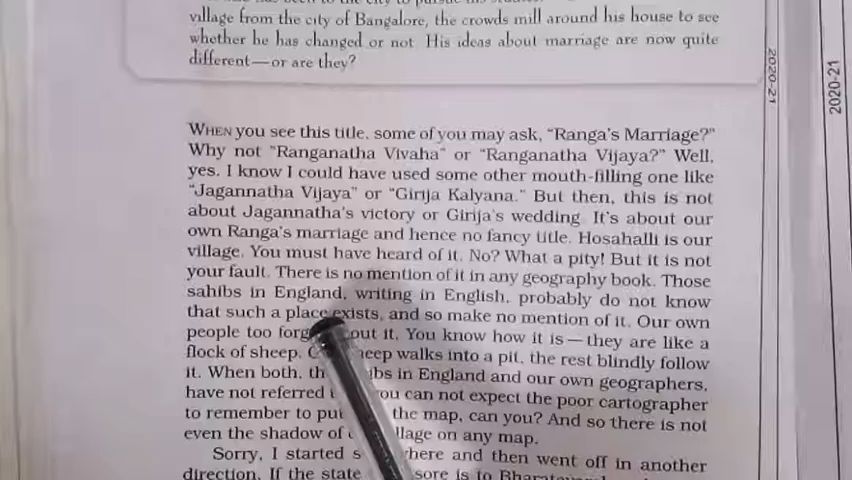 village from the city of Bangalore, the crowds mill around his house to see
whether he has changed or not. His ideas about marriage are now quite
different—or are they?
WHEN you see this title, some of you may ask, “Ranga's Marriage?”
Why not “Ranganatha Vivaha” or “Ranganatha Vijaya?” Well,
yes. I know I could have used some other mouth-filling one like
“Jagannatha Vijaya” or “Girija Kalyana.” But then, this is not
about Jagannatha's victory or Girija's wedding. It's about our
own Ranga's marriage and hence no fancy title. Hosahalli is our
village. You must have heard of it. No? What a pity! But it is not
your fault. There is no mention of it in any geography book. Those
sahibs in England, writing in English, probably do not know
that such a place exists, and so make no mention of it. Our own
people too out it. You know how it is — they are like a
flock of sheep. walks into a pit, the rest blindly follow
it. When both, in England and our own geographers,
have not referred can not expect the poor cartographer
to remember to the map, can you? And so there is not
even the shadow of on any map.
Sorry, I started and then went off in another
direction. If the state is to
2020-21
2020-21